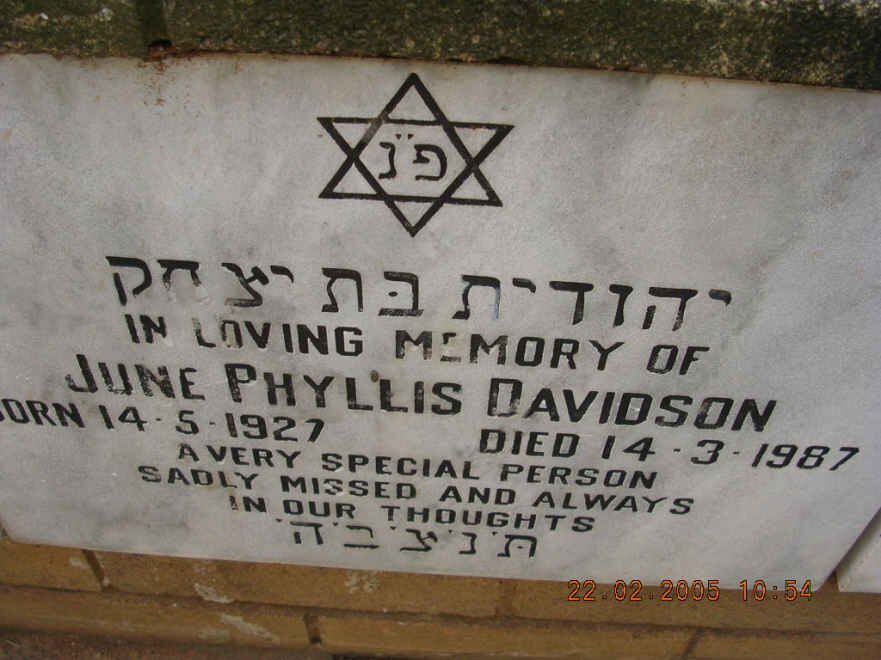 פ״נ
יהודית בת יצחק
IN LOVING MEMORY OF
JUNE PHYLLIS DAVIDSON
BORN 14·5·1927 DIED 14·3·1987
A VERY SPECIAL PERSON
SADLY MISSED AND ALWAYS
IN OUR THOUGHTS
ת׳נ׳צ׳ב׳ה׳
22.02.2005 10:54